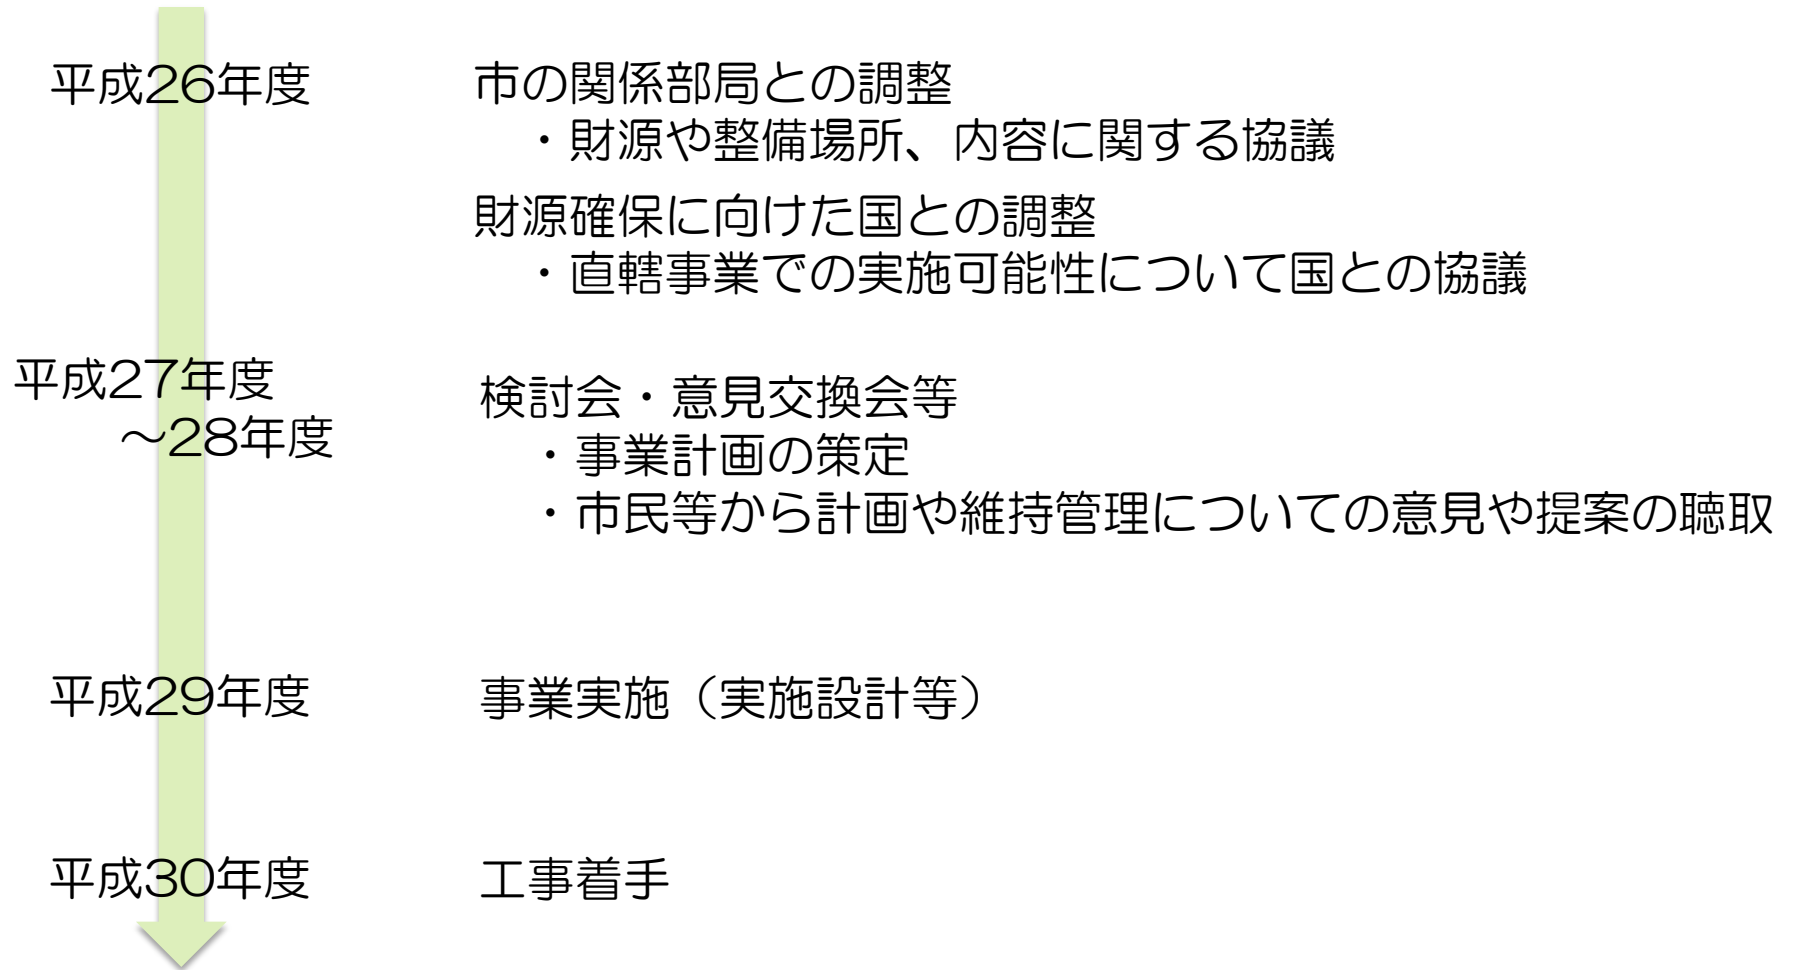 平成26年度
市の関係部局との調整
・財源や整備場所、内容に関する協議
財源確保に向けた国との調整
・直轄事業での実施可能性について国との協議
平成27年度
～28年度
検討会・意見交換会等
・事業計画の策定
・市民等から計画や維持管理についての意見や提案の聴取
平成29年度
事業実施（実施設計等）
平成30年度
工事着手